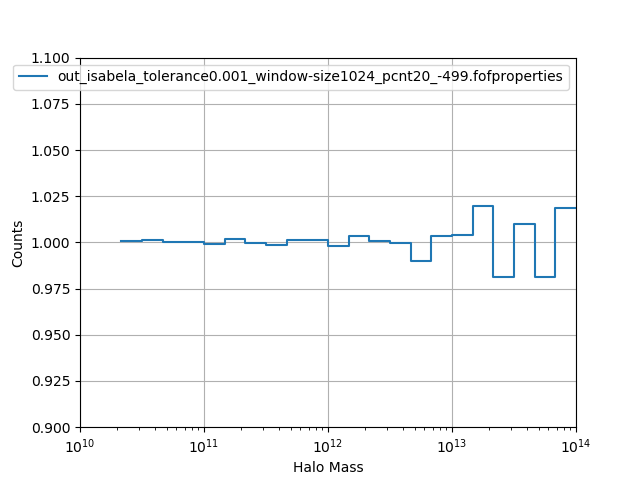 1.100
out_isabela_tolerance0.001_window-size1024_pcnt20_-499.fofproperties
1.075
1.050
1.025
1.000
0.975
0.950
0.925
0.900
Counts
10^10 10^11 10^12 10^13 10^14
Halo Mass